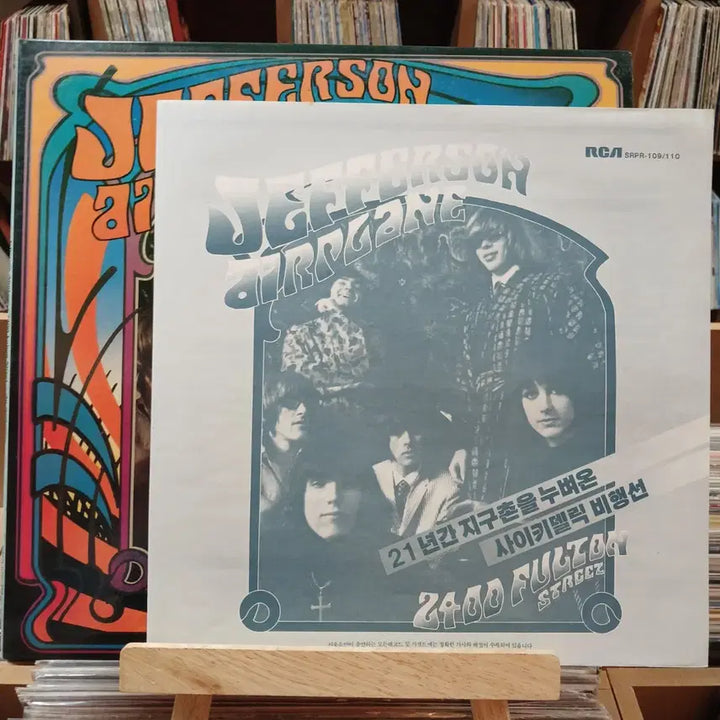 JEFFERSON
JEFFERSON
airplane
RCA SRPR-109/110
21년간 지구촌을 누벼온
사이키델릭 비행선
2400 FULTON
STREET